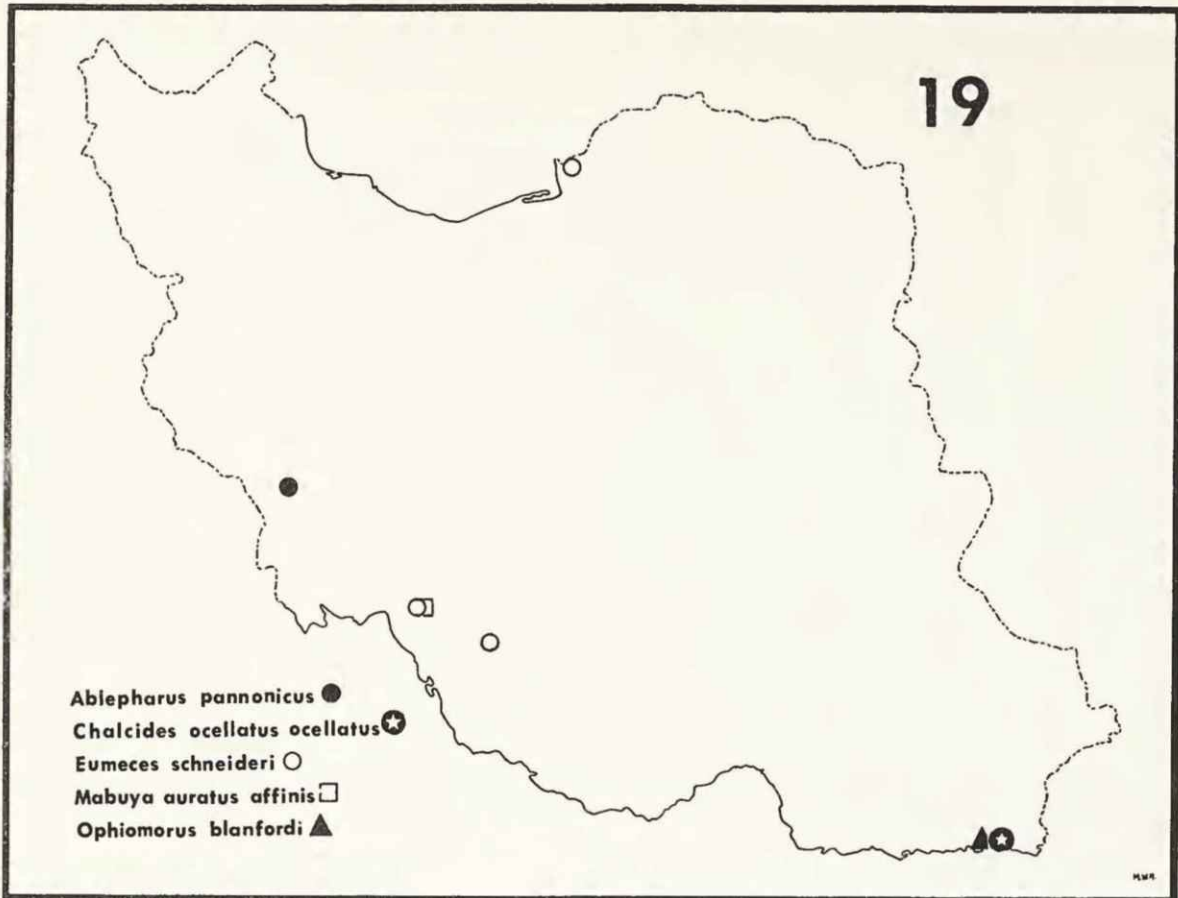 19
Ablepharus pannonicus
Chalcides ocellatus ocellatus
Eumeces schneideri
Mabuya auratus affinis
Ophiomorus blanfordi